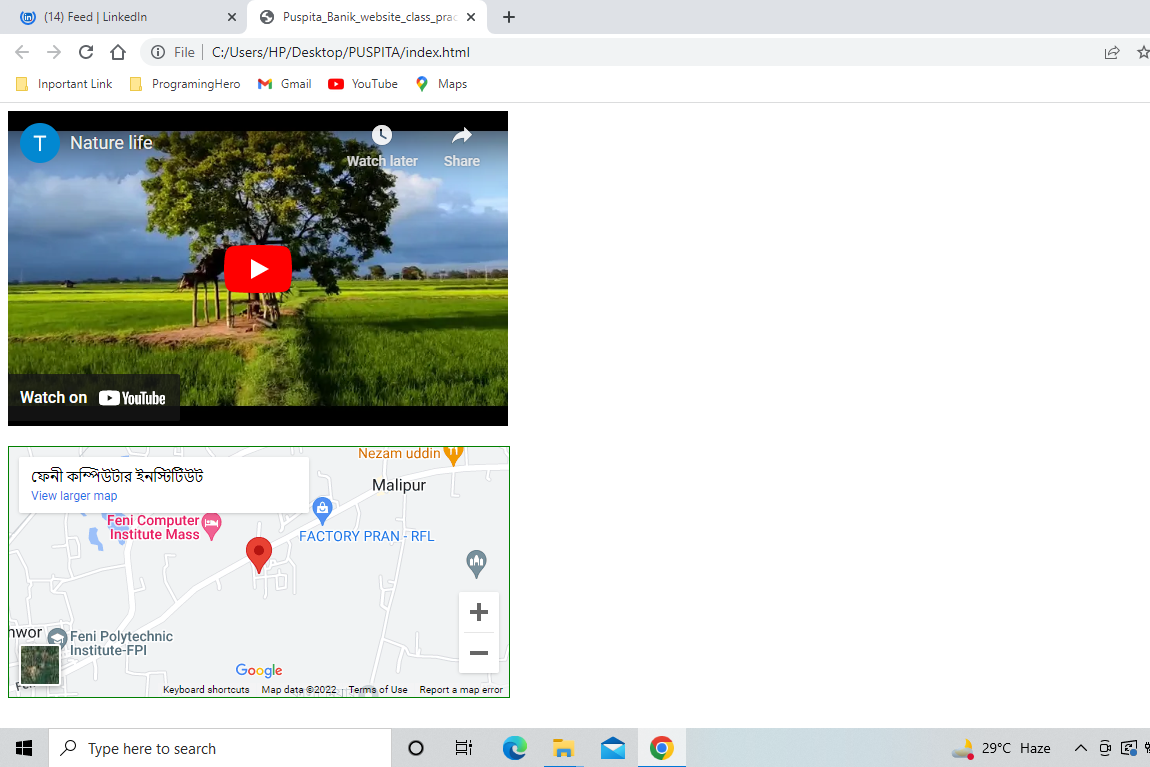 (14) Feed | LinkedIn
Puspita_Banik_website_class_prac
File
C:/Users/HP/Desktop/PUSPITA/index.html
Inportant Link
ProgramingHero
Gmail
YouTube
Maps
T
Nature life
Watch later
Share
Watch on YouTube
ফেনী কম্পিউটার ইনস্টিটিউট
View larger map
Nezam uddin
Malipur
Feni Computer
Institute Mass
FACTORY PRAN - RFL
nwor
Feni Polytechnic
Institute-FPI
Google
Keyboard shortcuts
Map data ©2022
Terms of Use
Report a map error
Type here to search
29°C Haze